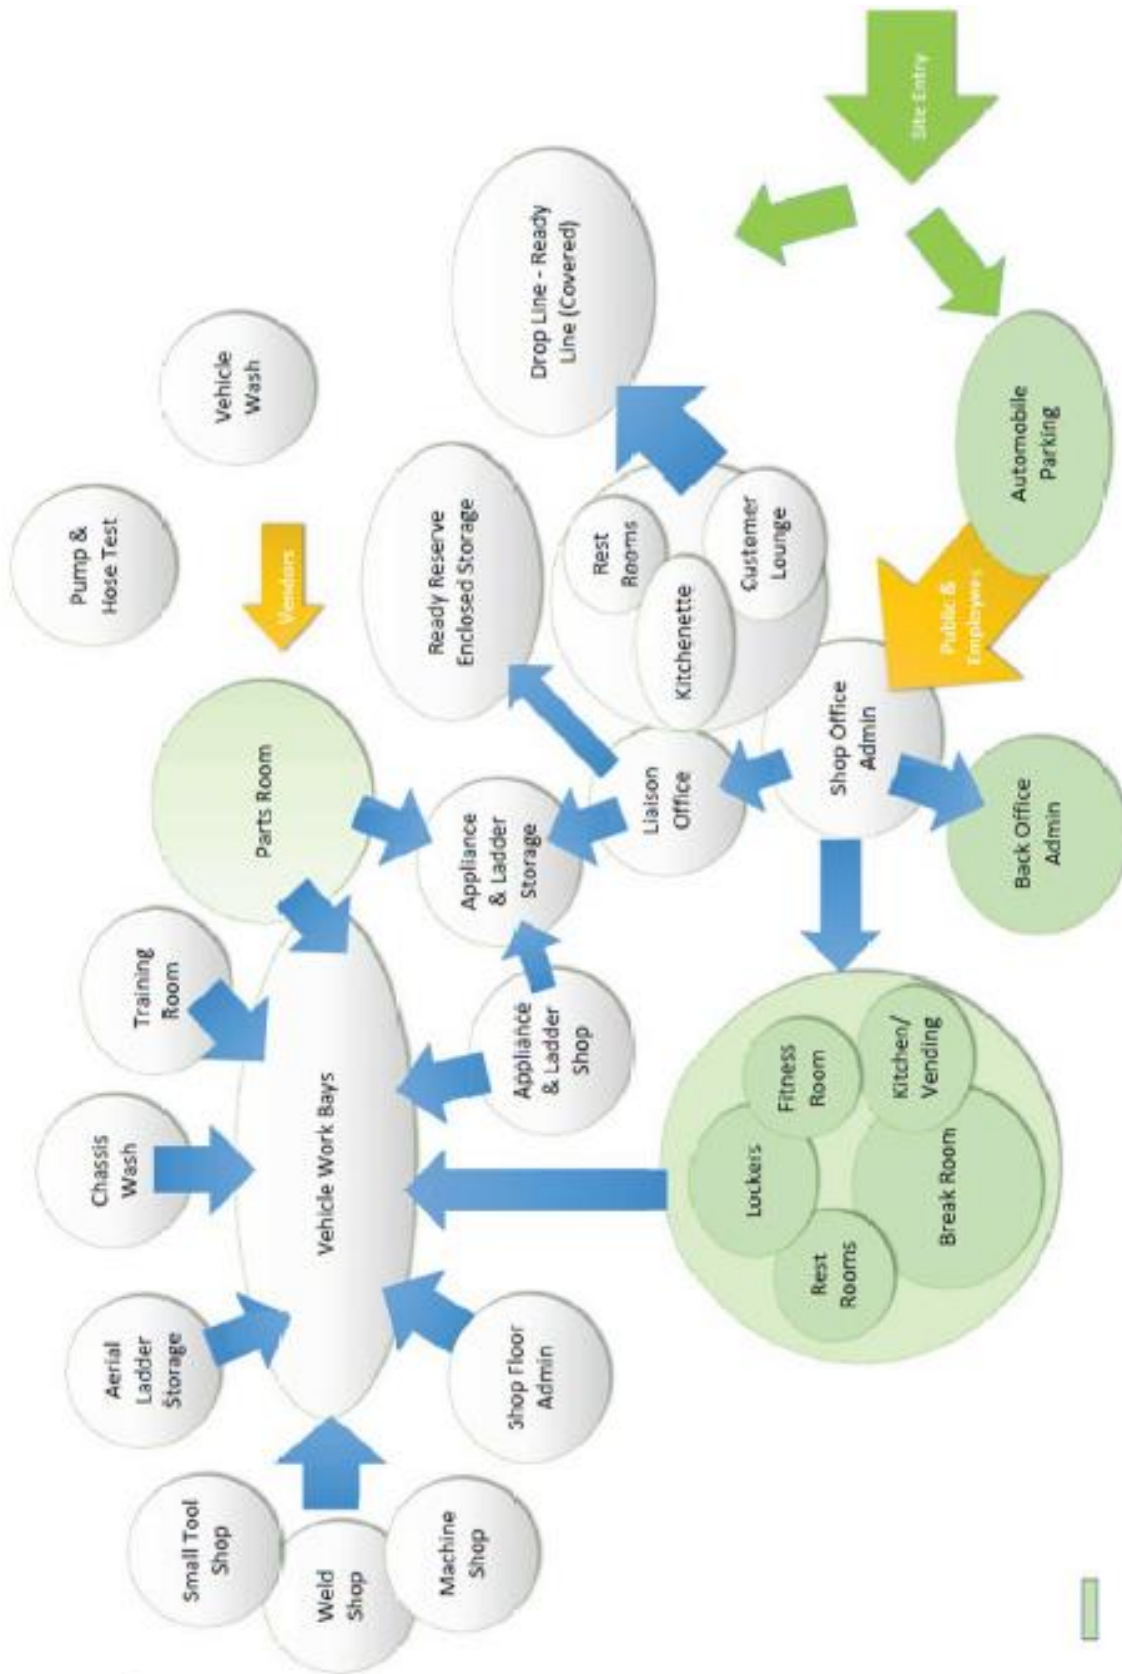 Small Tool
Shop
Weld
Shop
Machine
Shop
Aerial
Ladder
Storage
Chassis
Wash
Training
Room
Parts Room
Pump &
Hose Test
Vehicle
Wash
Vendors
Vehicle Work Bays
Shop Floor
Admin
Appliance
& Ladder
Shop
Appliance
& Ladder
Storage
Ready Reserve
Enclosed Storage
Drop Line - Ready
Line (Covered)
Liaison
Office
Rest
Rooms
Kitchenette
Customer
Lounge
Shop Office
Admin
Public &
Employees
Site Entry
Automobile
Parking
Back Office
Admin
Lockers
Fitness
Room
Rest
Rooms
Break Room
Kitchen/
Vending